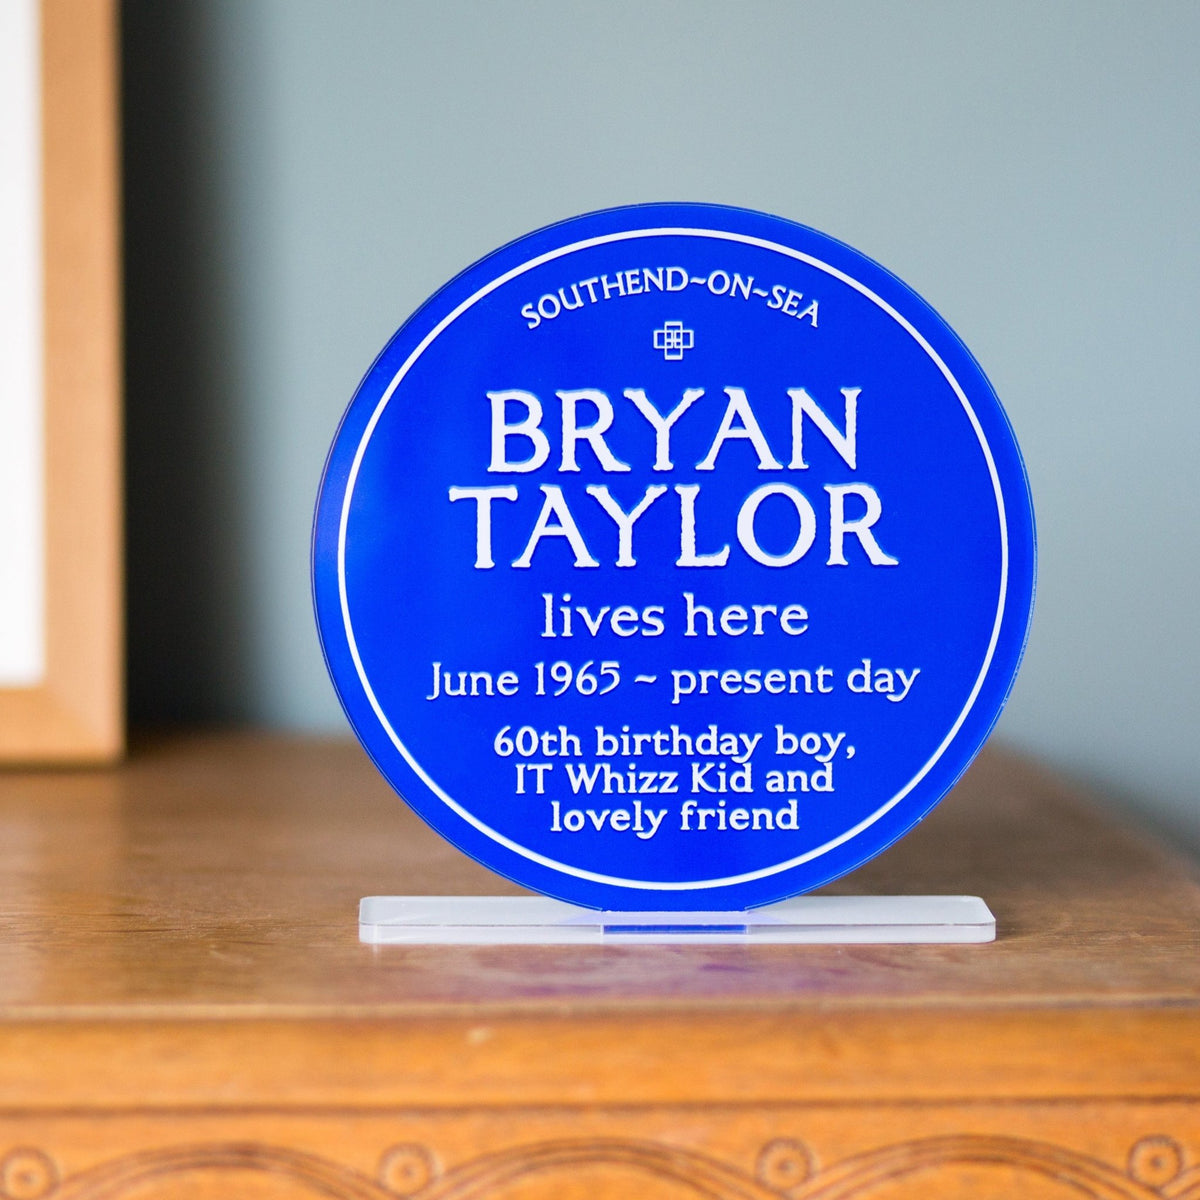 SOUTHEND~ON~SEA
BRYAN
TAYLOR
lives here
June 1965 ~ present day
60th birthday boy,
IT Whizz Kid and
lovely friend